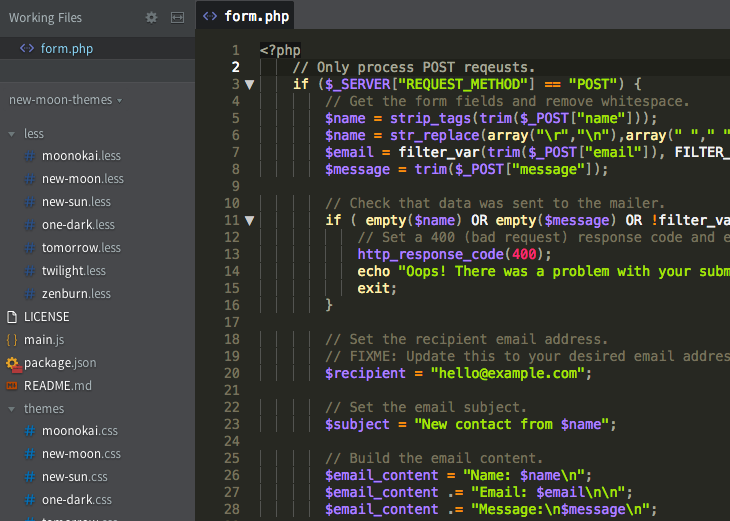 Working Files
form.php
new-moon-themes
less
moonokai.less
new-moon.less
new-sun.less
one-dark.less
tomorrow.less
twilight.less
zenburn.less
LICENSE
main.js
package.json
README.md
themes
moonokai.css
new-moon.css
new-sun.css
one-dark.css
tomorrow.css
<> form.php
1 <?php
2 // Only process POST reqeusts.
3 if ($_SERVER["REQUEST_METHOD"] == "POST") {
4 // Get the form fields and remove whitespace.
5 $name = strip_tags(trim($_POST["name"]));
6 $name = str_replace(array("\r","\n"),array(" "," "
7 $email = filter_var(trim($_POST["email"]), FILTER_
8 $message = trim($_POST["message"]);
9
10 // Check that data was sent to the mailer.
11 if ( empty($name) OR empty($message) OR !filter_va
12 // Set a 400 (bad request) response code and e
13 http_response_code(400);
14 echo "Oops! There was a problem with your subm
15 exit;
16 }
17
18 // Set the recipient email address.
19 // FIXME: Update this to your desired email addres
20 $recipient = "hello@example.com";
21
22 // Set the email subject.
23 $subject = "New contact from $name";
24
25 // Build the email content.
26 $email_content = "Name: $name\n";
27 $email_content .= "Email: $email\n\n";
28 $email_content .= "Message:\n$message\n";